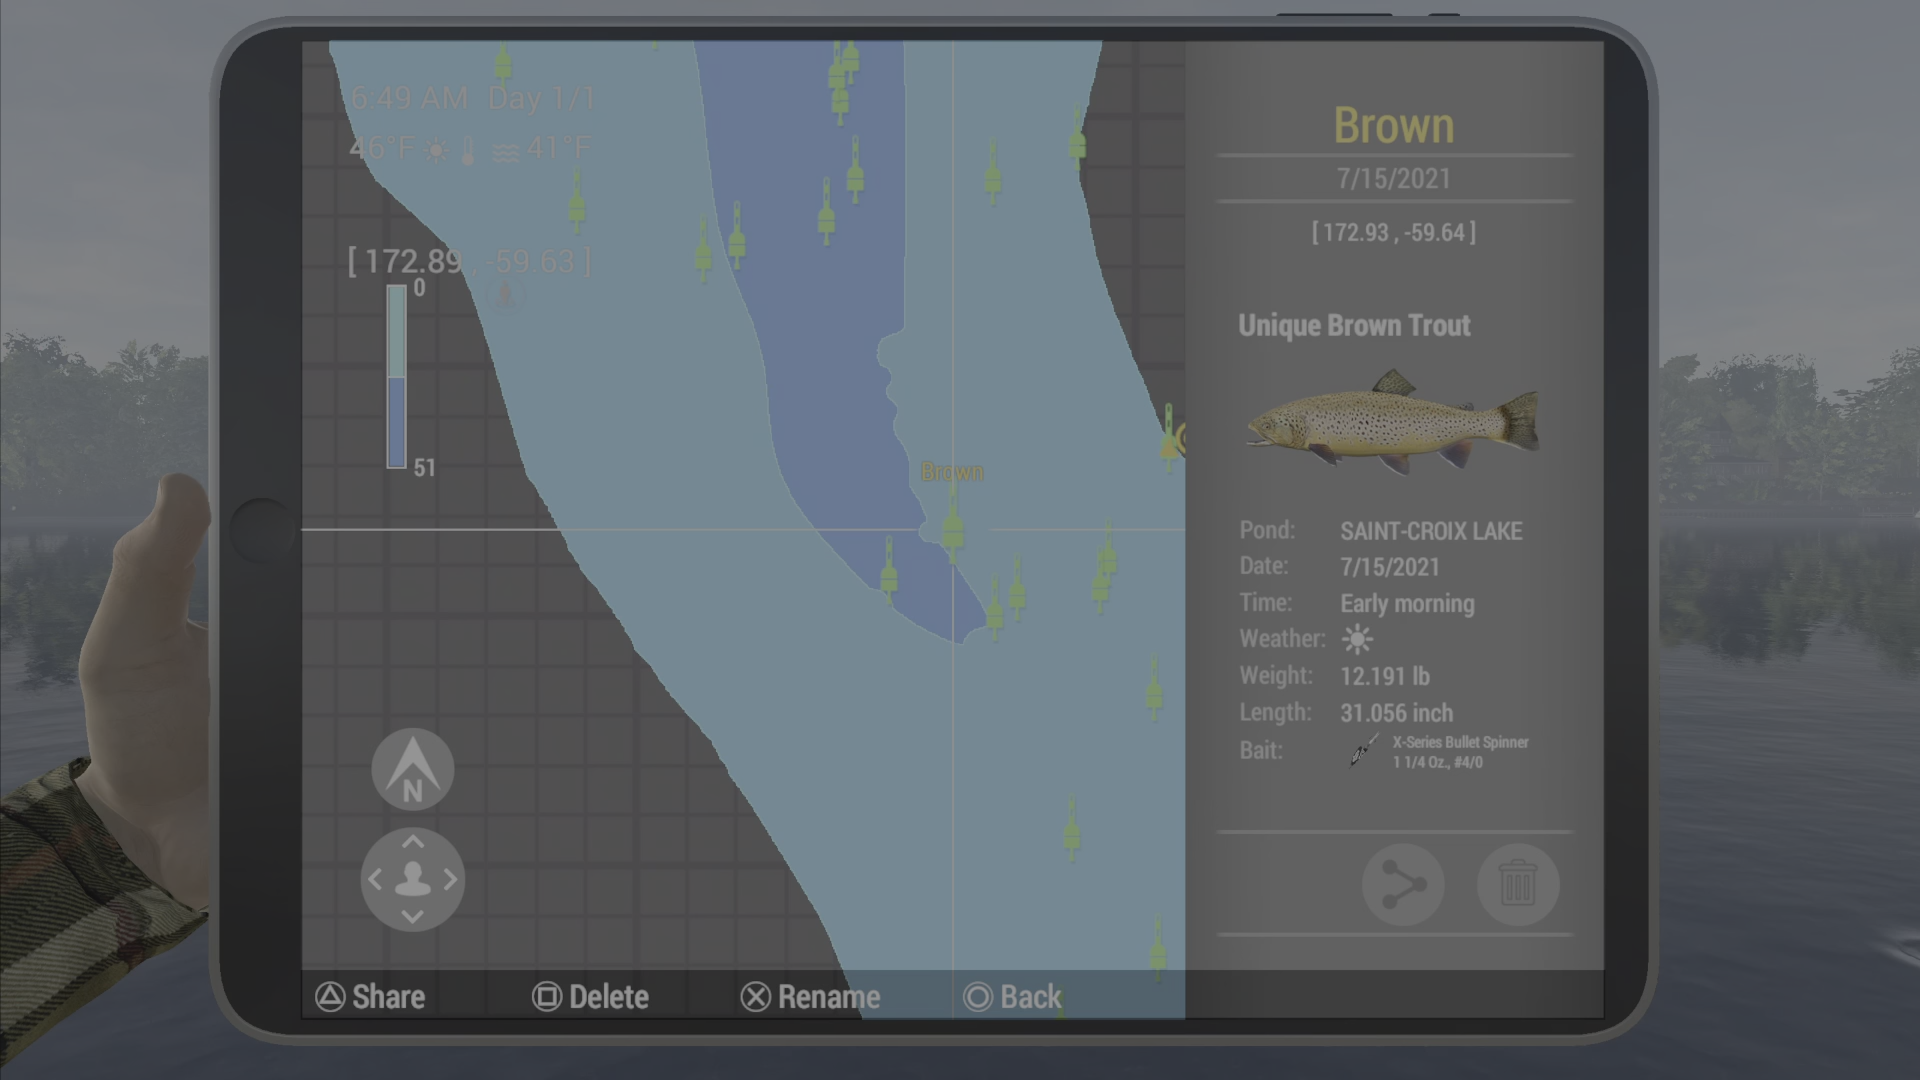 6:49 AM Day 1/1
46°F 41°F
[ 172.89 , -59.63 ]
0
51
Brown
N
Brown
7/15/2021
[ 172.93 , -59.64 ]
Unique Brown Trout
Pond: SAINT-CROIX LAKE
Date: 7/15/2021
Time: Early morning
Weather:
Weight: 12.191 lb
Length: 31.056 inch
Bait: X-Series Bullet Spinner
1 1/4 Oz., #4/0
Share Delete Rename Back